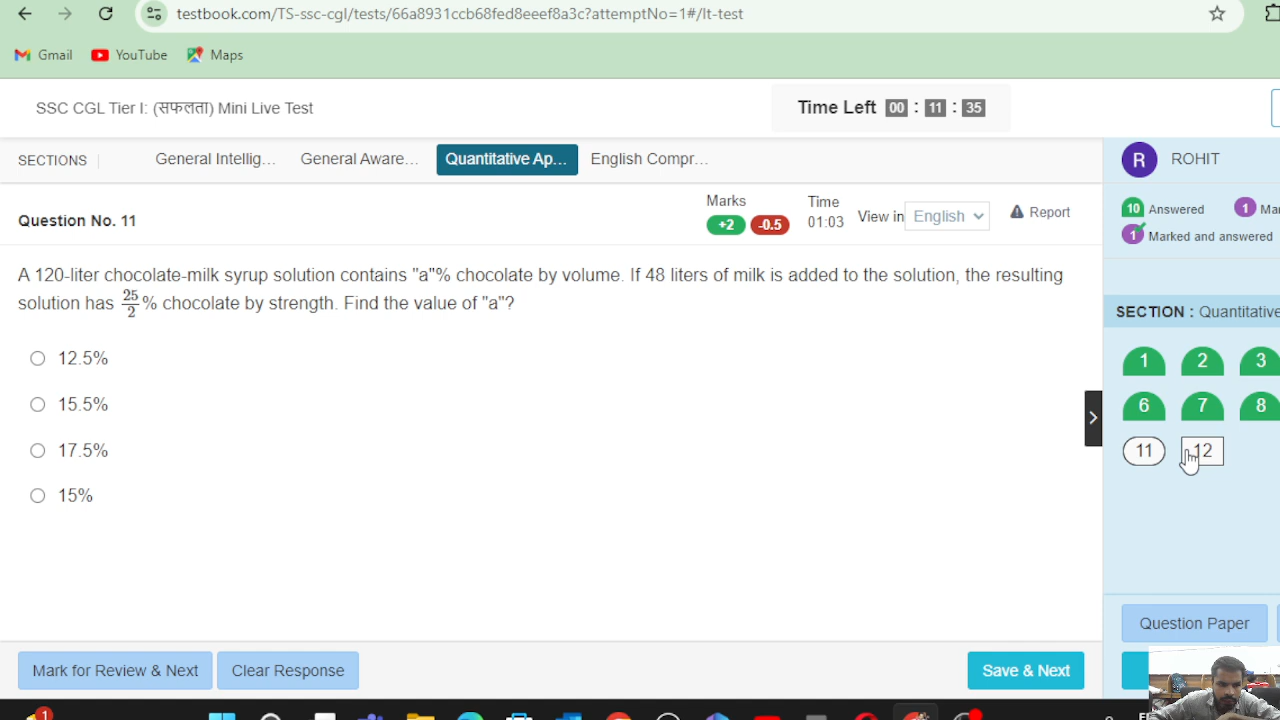 testbook.com/TS-ssc-cgl/tests/66a8931ccb68fed8eeef8a3c?attemptNo=1#/lt-test
Gmail YouTube Maps
SSC CGL Tier I: (सफलता) Mini Live Test
Time Left 00 : 11 : 35
SECTIONS General Intellig... General Aware... Quantitative Ap... English Compr...
R ROHIT
Question No. 11
Marks
+2 -0.5
Time
01:03
View in English
Report
10 Answered 1
1 Marked and answered
A 120-liter chocolate-milk syrup solution contains "a"% chocolate by volume. If 48 liters of milk is added to the solution, the resulting
solution has 25/2% chocolate by strength. Find the value of "a"?
12.5%
15.5%
17.5%
15%
SECTION : Quantitative
1 2 3
6 7 8
11 12
Question Paper
Mark for Review & Next Clear Response Save & Next
1